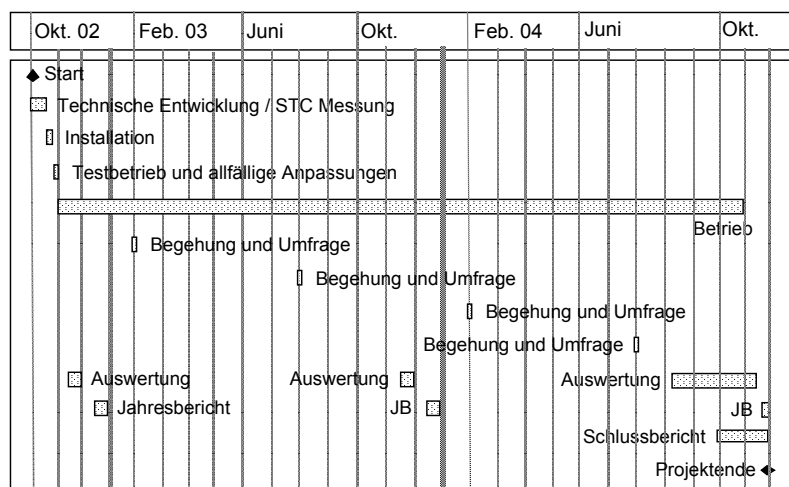 Okt. 02 Feb. 03 Juni Okt. Feb. 04 Juni Okt.
Start
Technische Entwicklung / STC Messung
Installation
Testbetrieb und allfällige Anpassungen
Betrieb
Begehung und Umfrage
Begehung und Umfrage
Begehung und Umfrage
Begehung und Umfrage
Auswertung Auswertung Auswertung
Jahresbericht JB JB
Schlussbericht
Projektende